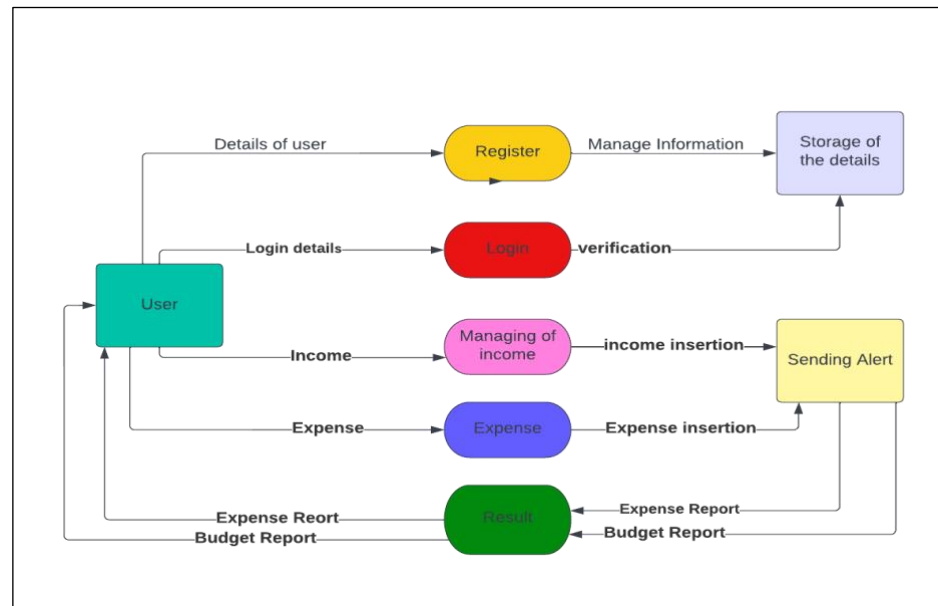 Details of user
Register
Manage Information
Storage of
the details
Login details
Login
verification
User
Managing of
income
Income
income insertion
Sending Alert
Expense
Expense
Expense insertion
Result
Expense Report
Expense Reort
Budget Report
Budget Report